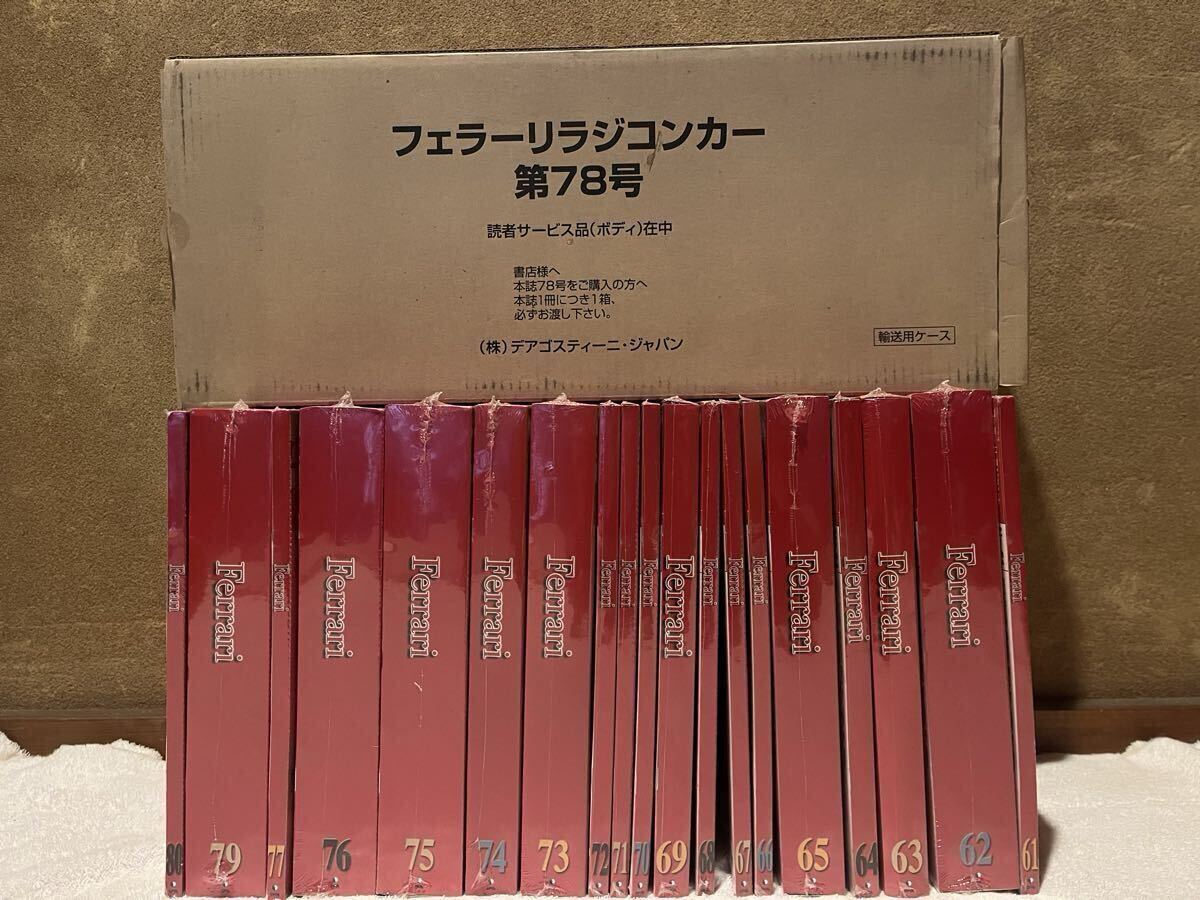 フェラーリラジコンカー
第78号
読者サービス品(ボディ)在中
書店様へ
本誌78号をご購入の方へ
本誌1冊につき1箱、
必ずお渡し下さい。
(株)デアゴスティーニ・ジャパン
輸送用ケース
Ferrari
80
Ferrari
79
Ferrari
77
Ferrari
76
Ferrari
75
Ferrari
74
Ferrari
73
Ferrari
72
Ferrari
71
Ferrari
70
Ferrari
69
Ferrari
68
Ferrari
67
Ferrari
66
Ferrari
65
Ferrari
64
Ferrari
63
Ferrari
62
Ferrari
61